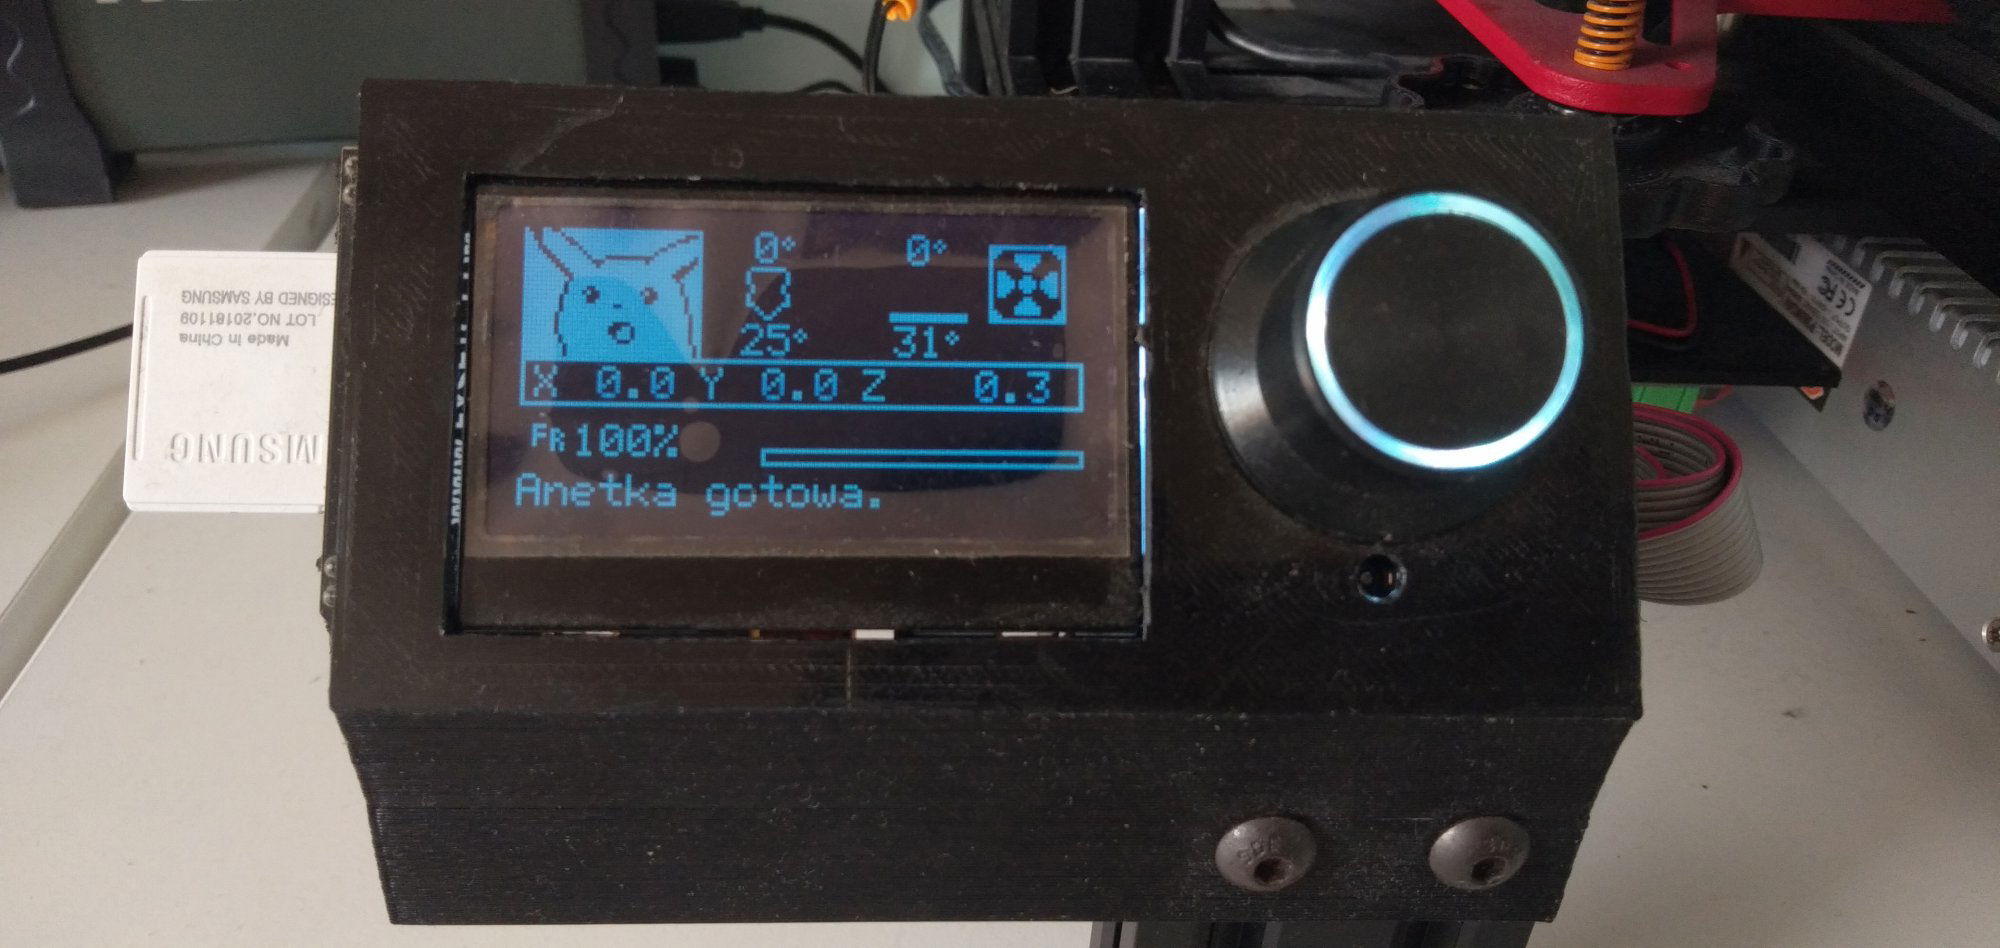 0° 0°
25° 31°
X 0.0 Y 0.0 Z 0.3
FR 100%
Anetka gotowa.
DESIGNED BY SAMSUNG
LOT NO.20181109
Made in China
MSUNG